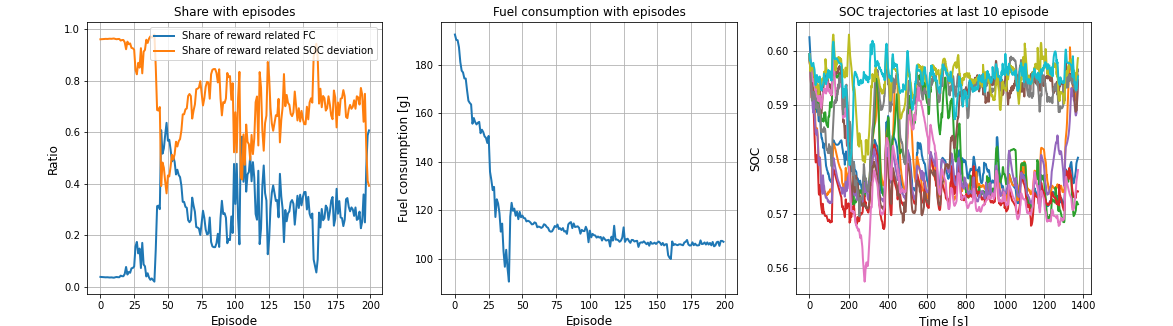 Share with episodes
Share of reward related FC
Share of reward related SOC deviation
1.0
0.8
0.6
0.4
0.2
0.0
Ratio
0 25 50 75 100 125 150 175 200
Episode
Fuel consumption with episodes
180
160
140
120
100
Fuel consumption [g]
0 25 50 75 100 125 150 175 200
Episode
SOC trajectories at last 10 episode
0.60
0.59
0.58
0.57
0.56
SOC
0 200 400 600 800 1000 1200 1400
Time [s]